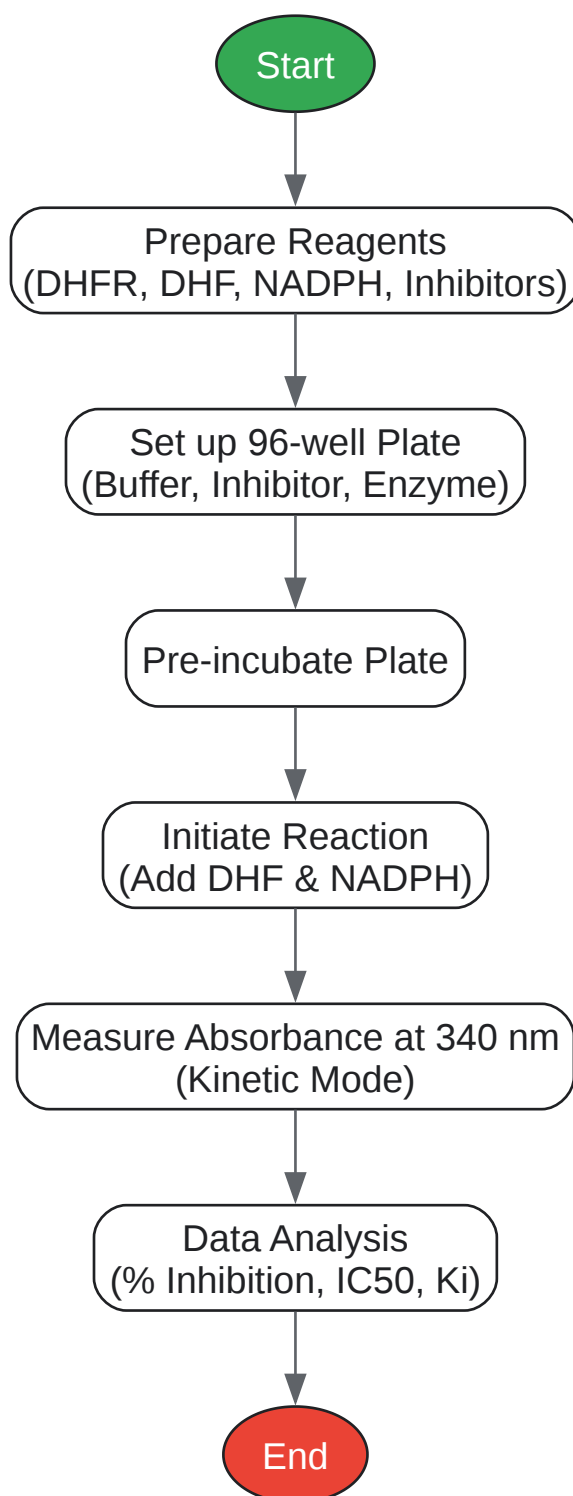 Start
Prepare Reagents
(DHFR, DHF, NADPH, Inhibitors)
Set up 96-well Plate
(Buffer, Inhibitor, Enzyme)
Pre-incubate Plate
Initiate Reaction
(Add DHF & NADPH)
Measure Absorbance at 340 nm
(Kinetic Mode)
Data Analysis
(% Inhibition, IC50, Ki)
End